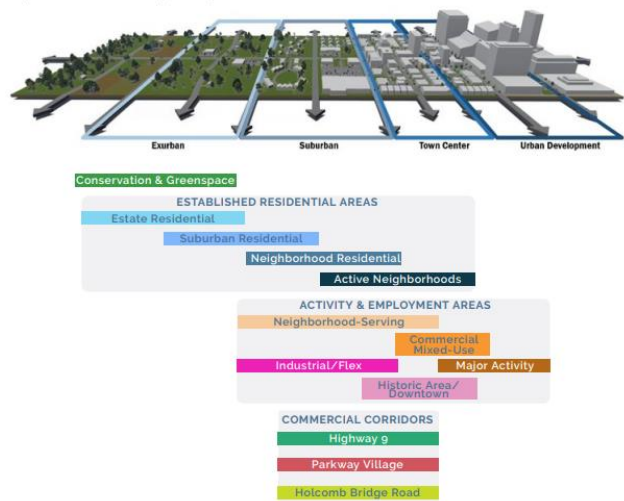 Exurban
Suburban
Town Center
Urban Development
Conservation & Greenspace
ESTABLISHED RESIDENTIAL AREAS
Estate Residential
Suburban Residential
Neighborhood Residential
Active Neighborhoods
ACTIVITY & EMPLOYMENT AREAS
Neighborhood-Serving
Commercial
Mixed-Use
Industrial/Flex
Major Activity
Historic Area/
Downtown
COMMERCIAL CORRIDORS
Highway 9
Parkway Village
Holcomb Bridge Road